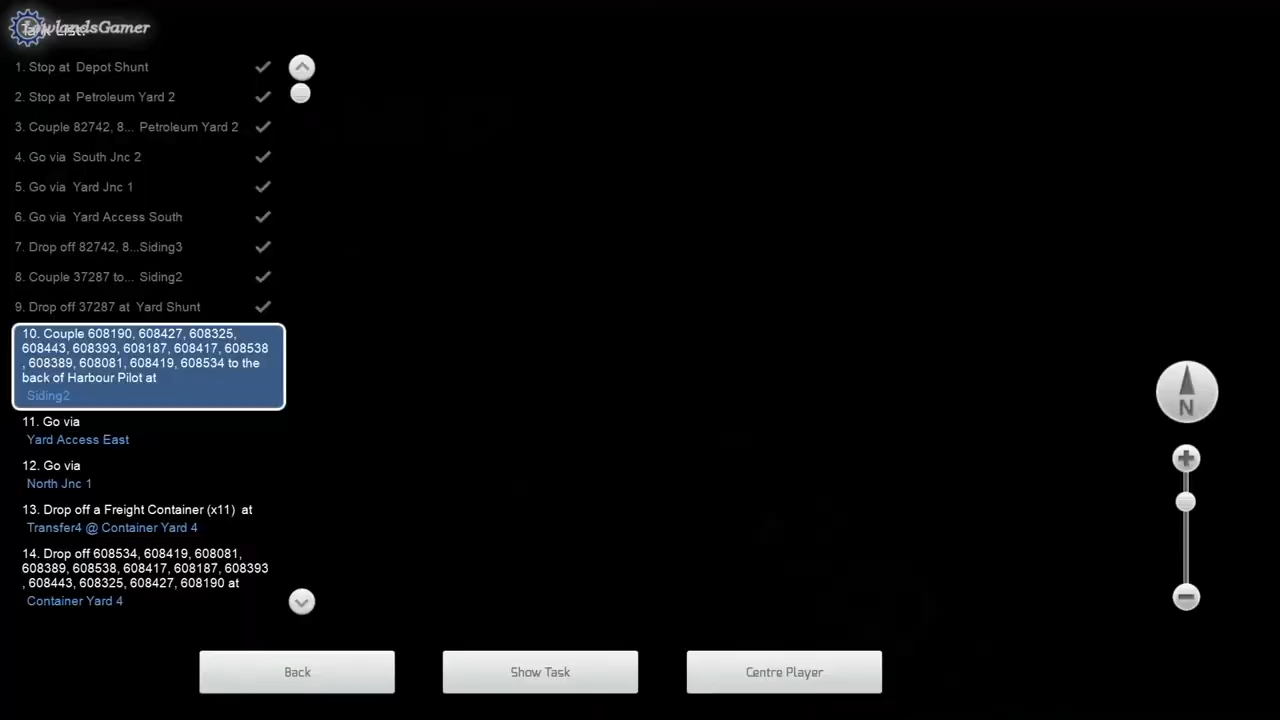 LowlandsGamer
Task List:
1. Stop at Depot Shunt
2. Stop at Petroleum Yard 2
3. Couple 82742, 8... Petroleum Yard 2
4. Go via South Jnc 2
5. Go via Yard Jnc 1
6. Go via Yard Access South
7. Drop off 82742, 8...Siding3
8. Couple 37287 to... Siding2
9. Drop off 37287 at Yard Shunt
10. Couple 608190, 608427, 608325,
608443, 608393, 608187, 608417, 608538
, 608389, 608081, 608419, 608534 to the
back of Harbour Pilot at
Siding2
11. Go via
Yard Access East
12. Go via
North Jnc 1
13. Drop off a Freight Container (x11) at
Transfer4 @ Container Yard 4
14. Drop off 608534, 608419, 608081,
608389, 608538, 608417, 608187, 608393
, 608443, 608325, 608427, 608190 at
Container Yard 4
N
Back
Show Task
Centre Player